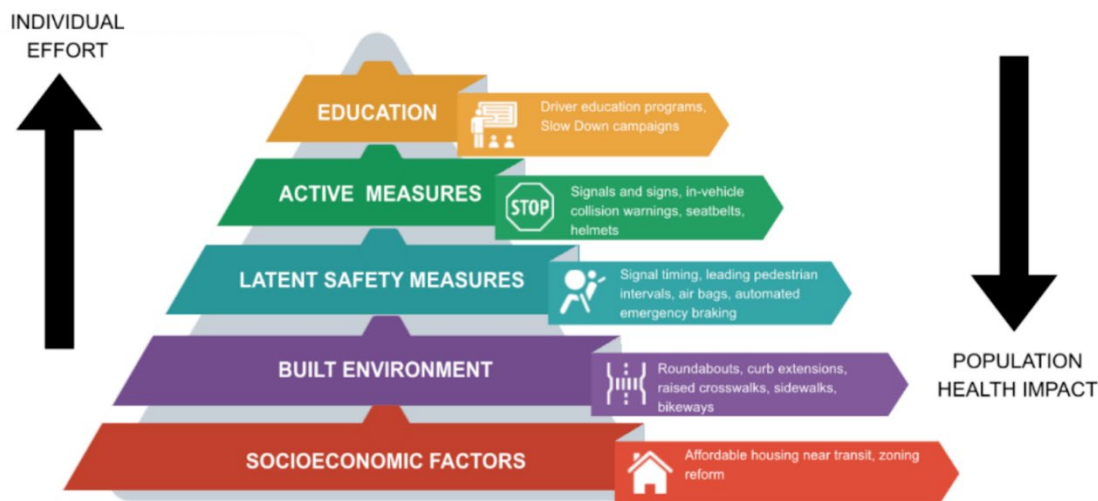 INDIVIDUAL
EFFORT
EDUCATION
Driver education programs,
Slow Down campaigns
ACTIVE MEASURES
STOP
Signals and signs, in-vehicle
collision warnings, seatbelts,
helmets
LATENT SAFETY MEASURES
Signal timing, leading pedestrian
intervals, air bags, automated
emergency braking
BUILT ENVIRONMENT
Roundabouts, curb extensions,
raised crosswalks, sidewalks,
bikeways
SOCIOECONOMIC FACTORS
Affordable housing near transit, zoning
reform
POPULATION
HEALTH IMPACT